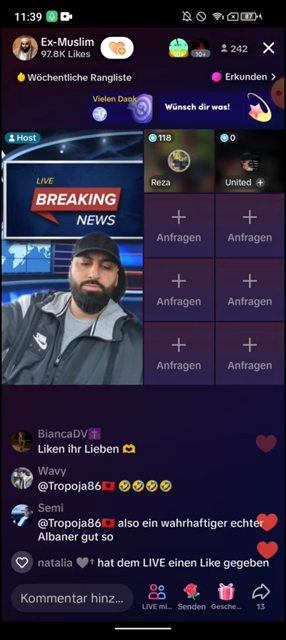 11:39
87
Ex-Muslim
97.8K Likes
10+
242
Wöchentliche Rangliste
Erkunden
Vielen Dank
Wünsch dir was!
Host
118
0
LIVE
BREAKING
NEWS
Reza
United
Anfragen
Anfragen
Anfragen
Anfragen
Anfragen
Anfragen
BiancaDV✝️
Liken ihr Lieben 🫶
Wavy
@Tropoja86🇦🇱 🤣🤣🤣🤣
Semi
@Tropoja86🇦🇱 also ein wahrhaftiger echter
Albaner gut so
natalia 🩶✝ hat dem LIVE einen Like gegeben
Kommentar hinz...
LIVE mi...
Senden
Gesche...
13